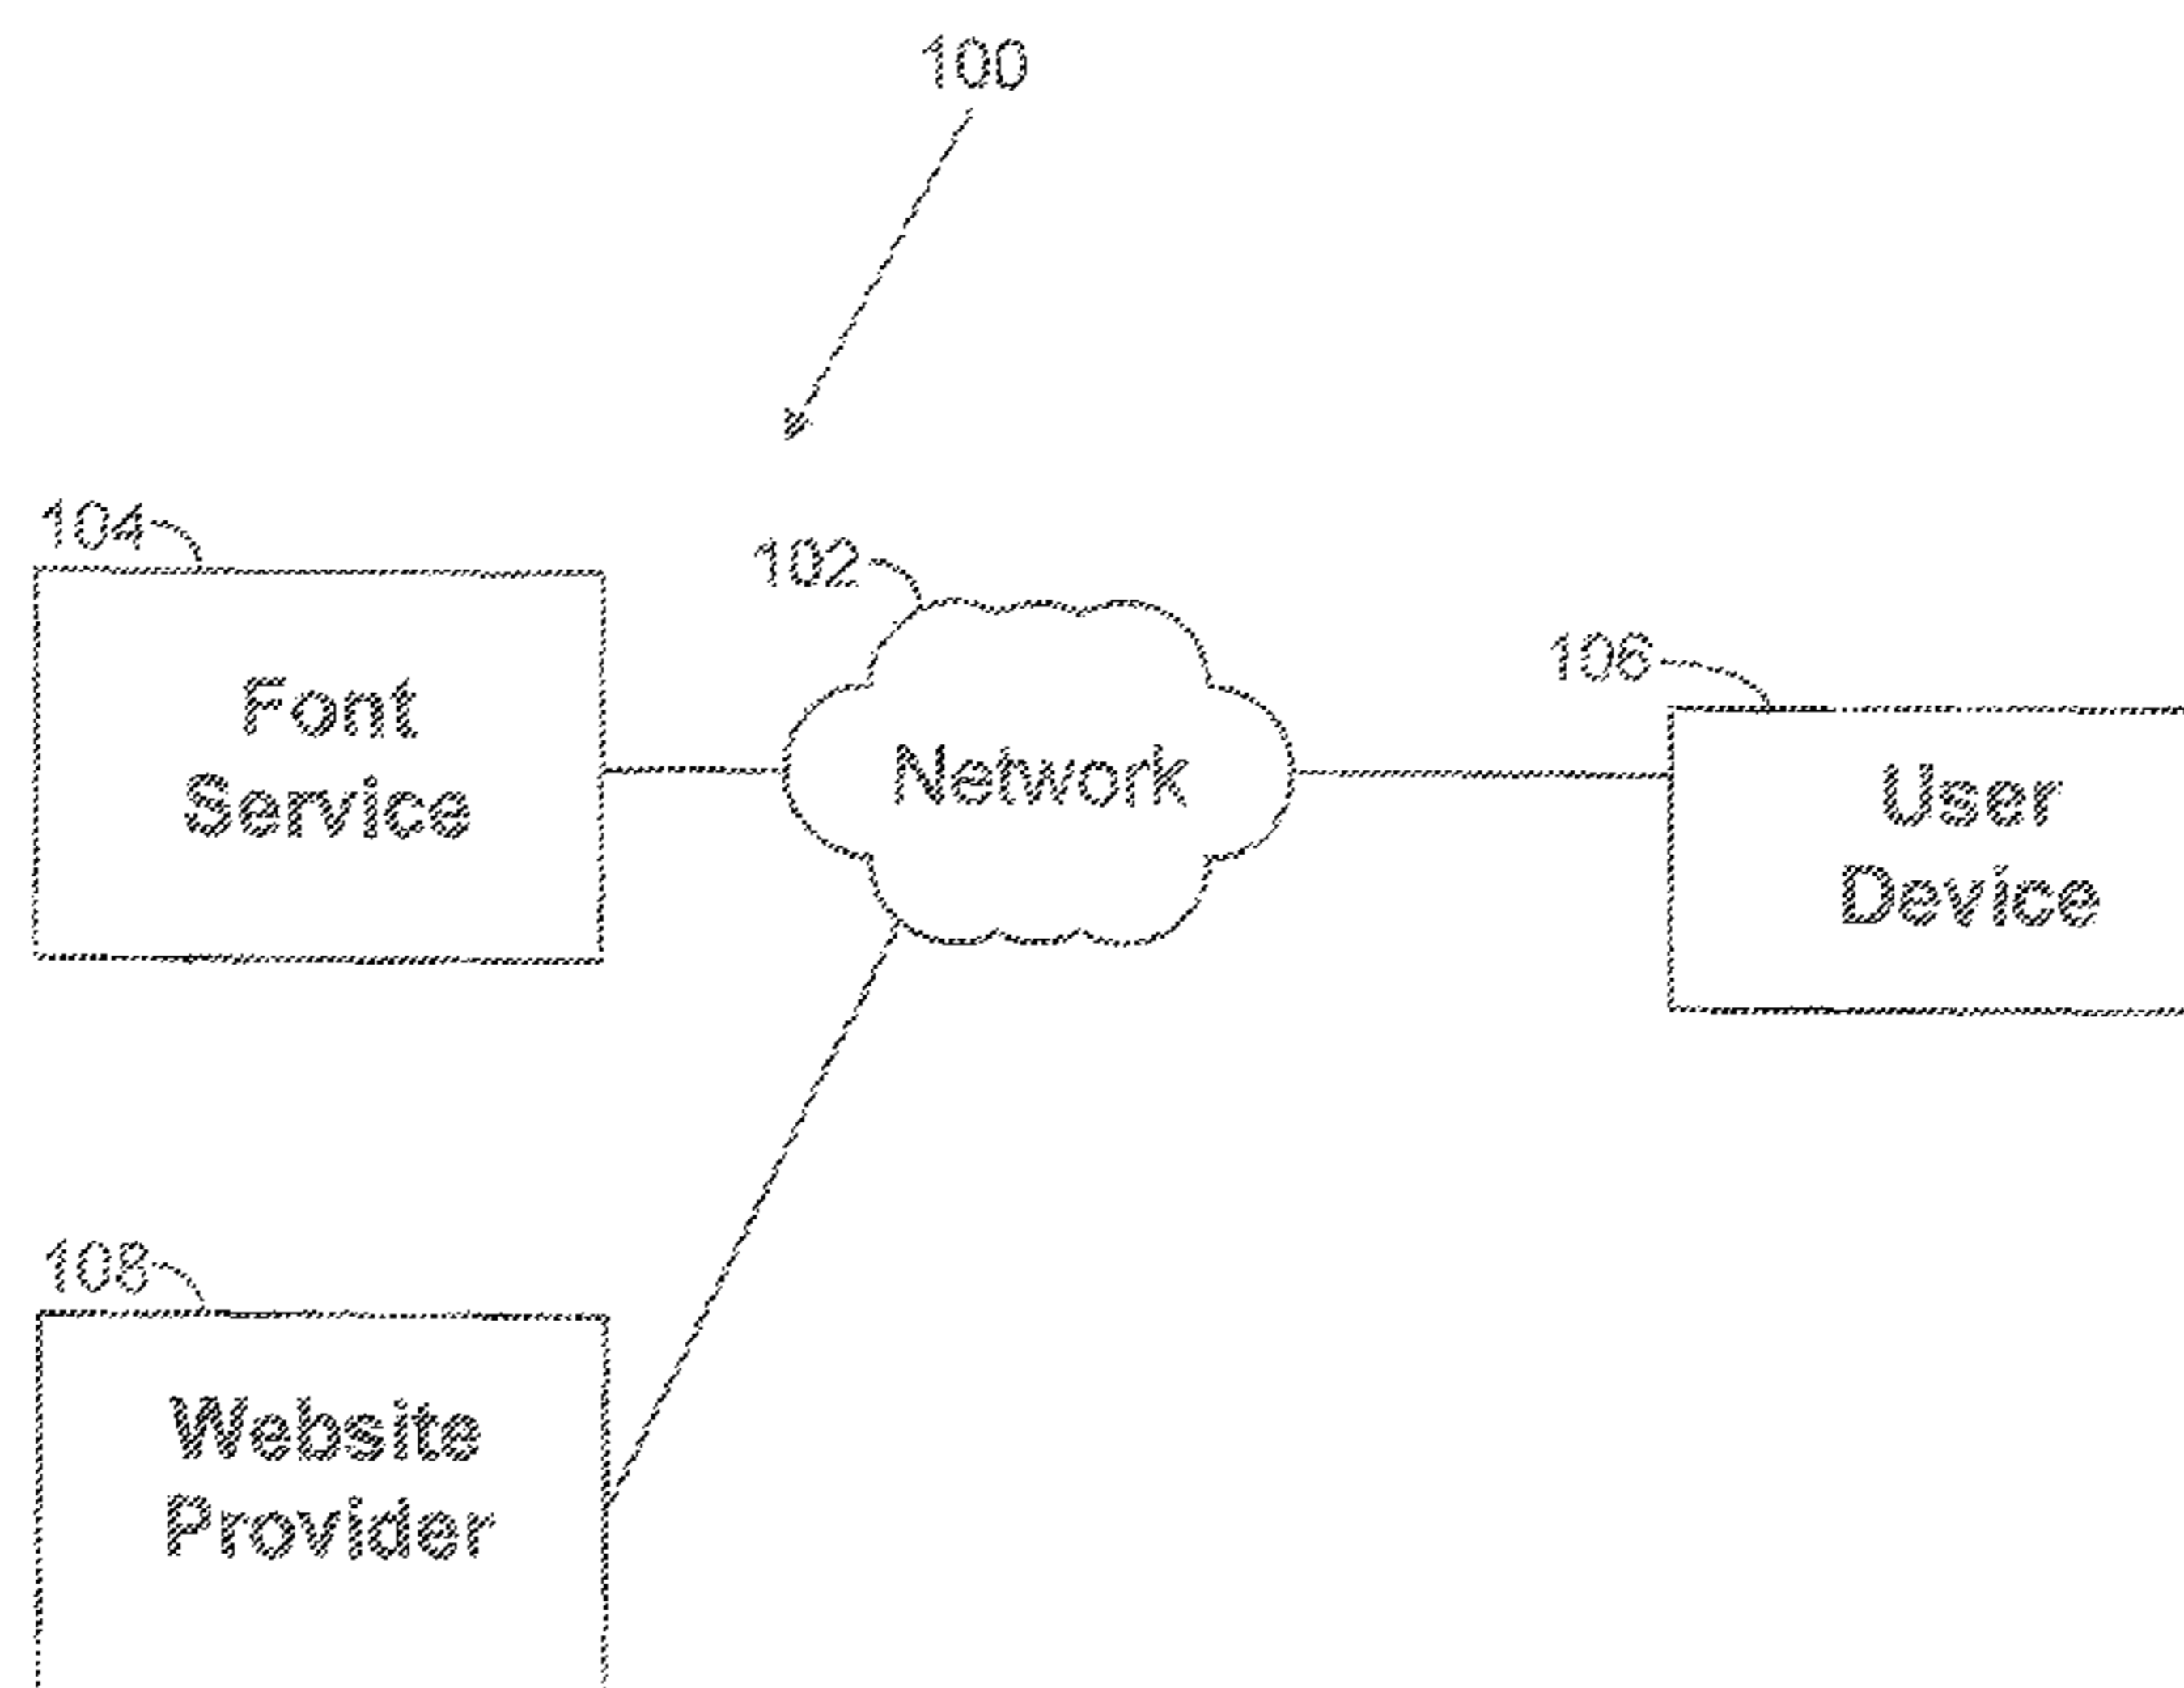 100
104
102
106
Font
Service
Network
User
Device
108
Website
Provider